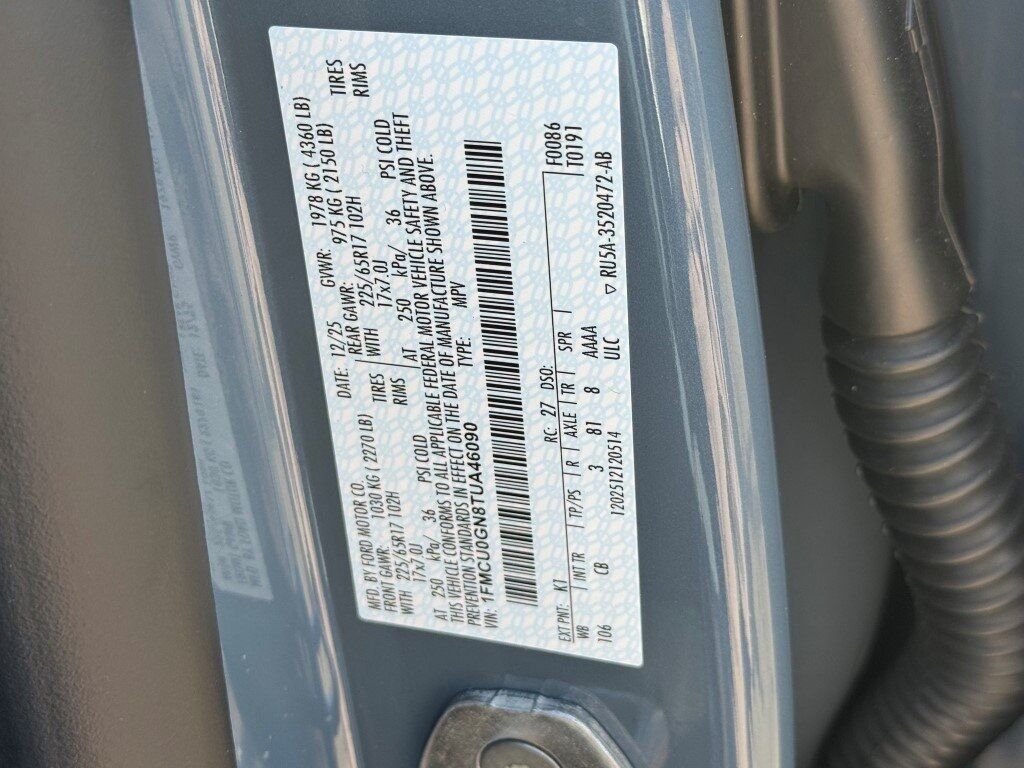 MFD. BY FORD MOTOR CO.
DATE: 12/25 GVWR: 1978 KG ( 4360 LB)
FRONT GAWR: 1030 KG ( 2270 LB) REAR GAWR: 975 KG ( 2150 LB)
WITH 225/65R17 102H TIRES WITH 225/65R17 102H TIRES
17x7.0J RIMS 17x7.0J RIMS
AT 250 kPa/ 36 PSI COLD AT 250 kPa/ 36 PSI COLD
THIS VEHICLE CONFORMS TO ALL APPLICABLE FEDERAL MOTOR VEHICLE SAFETY AND THEFT
PREVENTION STANDARDS IN EFFECT ON THE DATE OF MANUFACTURE SHOWN ABOVE.
VIN: 1FMCU0GN8TUA46090 TYPE: MPV
F0086
T0191
EXT PNT: K1 RC: 27 DSO:
WB INT TR TP/PS R AXLE TR SPR
106 CB 3 81 8 AAAA
1202512120514 ULC
▽ RU5A-3520472-AB